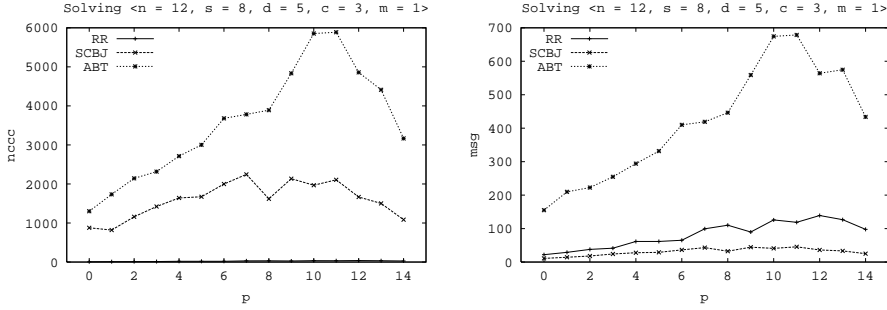 Solving <n = 12, s = 8, d = 5, c = 3, m = 1>
6000
5000
4000
3000
2000
1000
0
nccc
RR
SCBJ
ABT
0 2 4 6 8 10 12 14
p
Solving <n = 12, s = 8, d = 5, c = 3, m = 1>
700
600
500
400
300
200
100
0
msg
RR
SCBJ
ABT
0 2 4 6 8 10 12 14
p